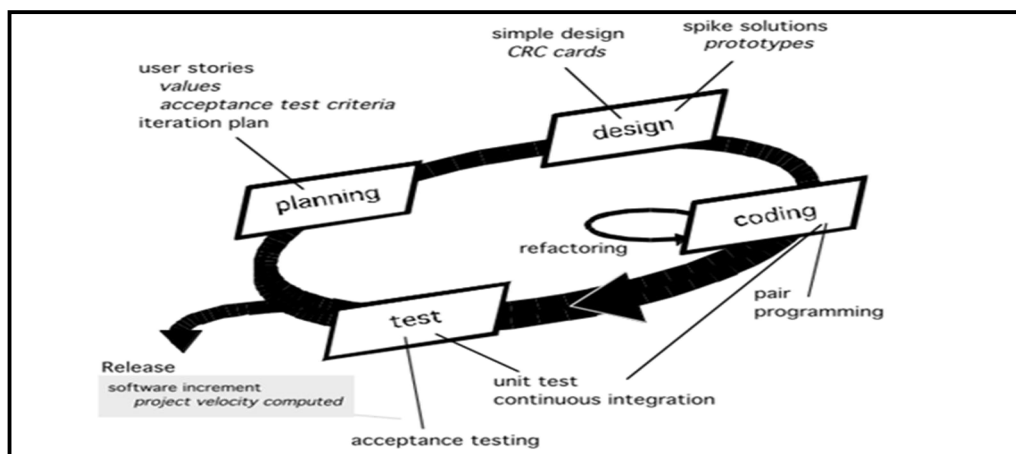 simple design
CRC cards
spike solutions
prototypes
user stories
values
acceptance test criteria
iteration plan
design
planning
coding
refactoring
pair
programming
test
unit test
continuous integration
Release
software increment
project velocity computed
acceptance testing